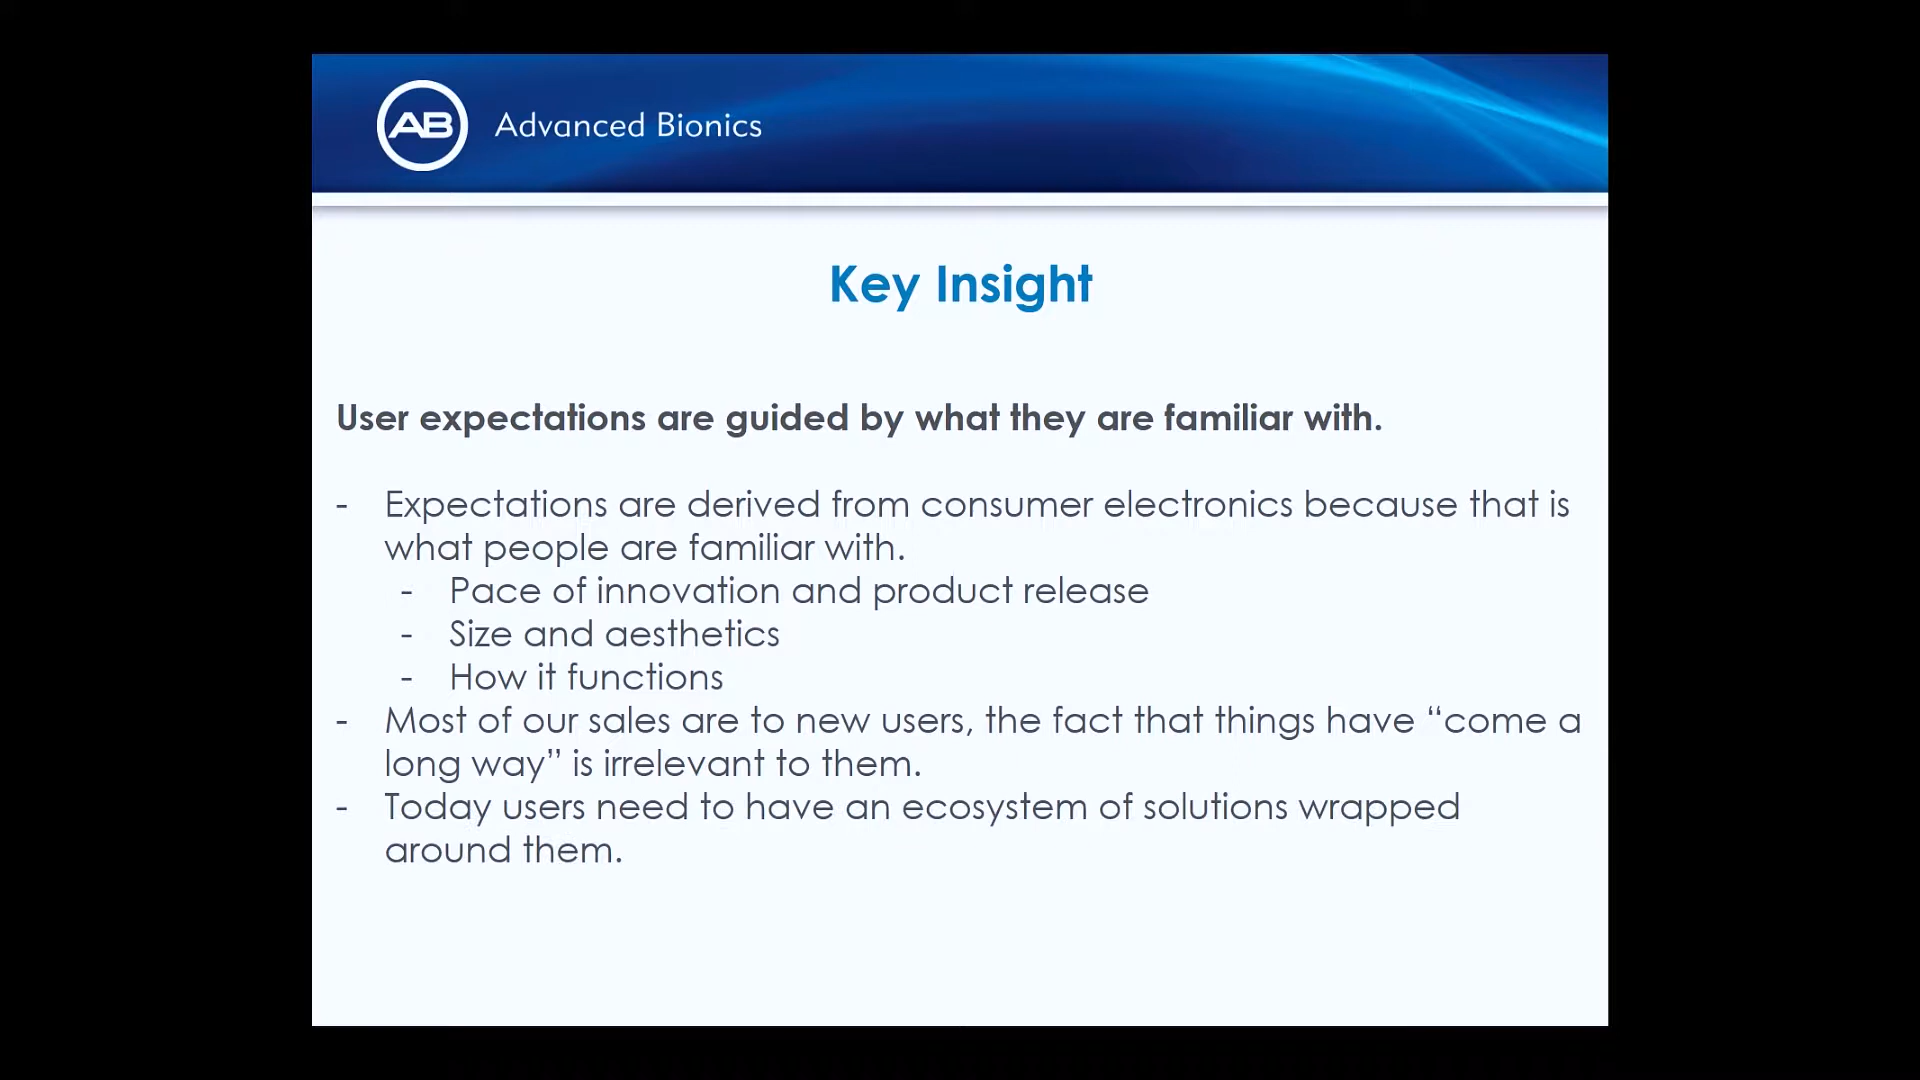 AB Advanced Bionics
Key Insight
User expectations are guided by what they are familiar with.
- Expectations are derived from consumer electronics because that is
what people are familiar with.
- Pace of innovation and product release
- Size and aesthetics
- How it functions
- Most of our sales are to new users, the fact that things have “come a
long way” is irrelevant to them.
- Today users need to have an ecosystem of solutions wrapped
around them.